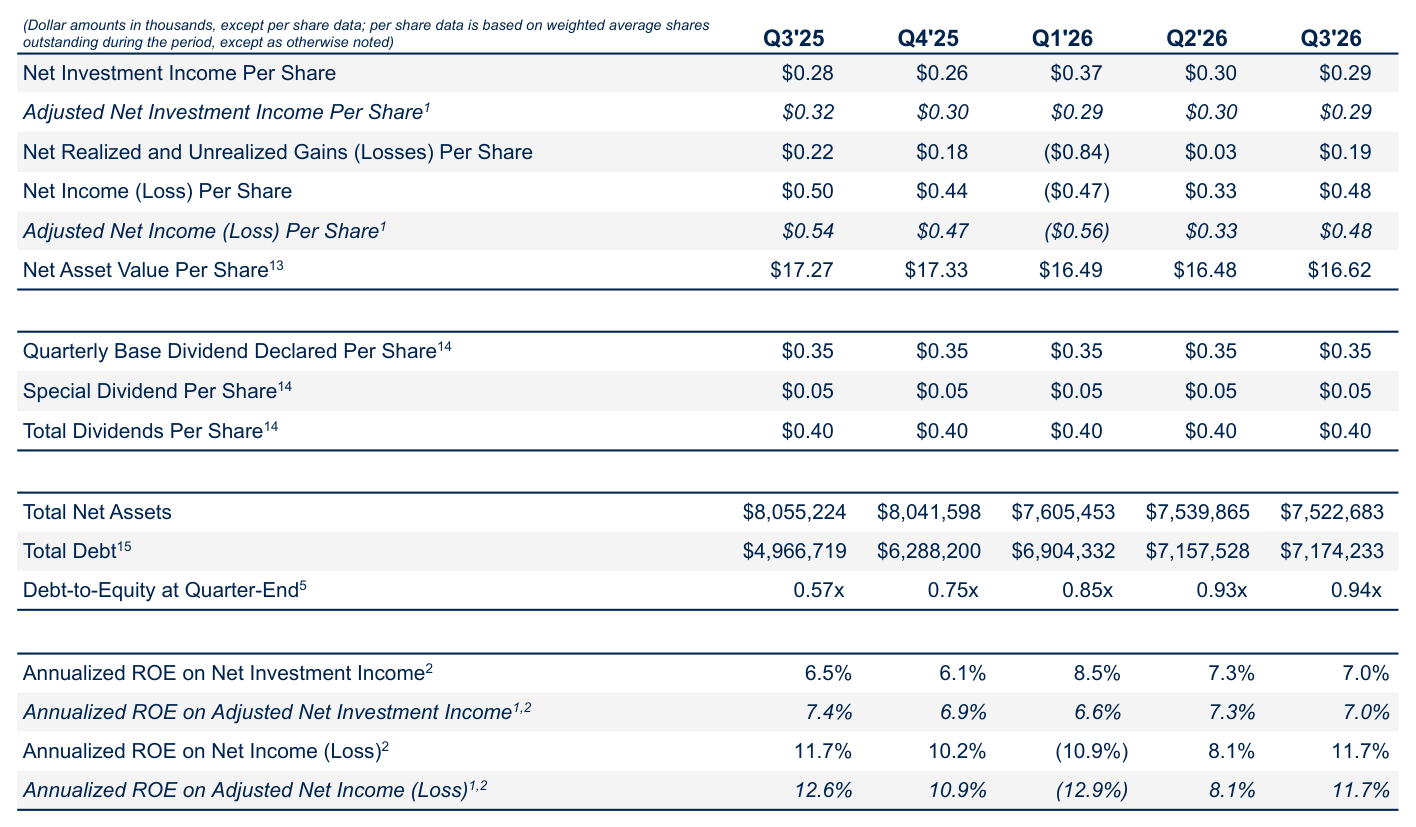 (Dollar amounts in thousands, except per share data; per share data is based on weighted average shares
outstanding during the period, except as otherwise noted) Q3'25 Q4'25 Q1'26 Q2'26 Q3'26
Net Investment Income Per Share $0.28 $0.26 $0.37 $0.30 $0.29
Adjusted Net Investment Income Per Share¹ $0.32 $0.30 $0.29 $0.30 $0.29
Net Realized and Unrealized Gains (Losses) Per Share $0.22 $0.18 ($0.84) $0.03 $0.19
Net Income (Loss) Per Share $0.50 $0.44 ($0.47) $0.33 $0.48
Adjusted Net Income (Loss) Per Share¹ $0.54 $0.47 ($0.56) $0.33 $0.48
Net Asset Value Per Share¹³ $17.27 $17.33 $16.49 $16.48 $16.62
Quarterly Base Dividend Declared Per Share¹⁴ $0.35 $0.35 $0.35 $0.35 $0.35
Special Dividend Per Share¹⁴ $0.05 $0.05 $0.05 $0.05 $0.05
Total Dividends Per Share¹⁴ $0.40 $0.40 $0.40 $0.40 $0.40
Total Net Assets $8,055,224 $8,041,598 $7,605,453 $7,539,865 $7,522,683
Total Debt¹⁵ $4,966,719 $6,288,200 $6,904,332 $7,157,528 $7,174,233
Debt-to-Equity at Quarter-End⁵ 0.57x 0.75x 0.85x 0.93x 0.94x
Annualized ROE on Net Investment Income² 6.5% 6.1% 8.5% 7.3% 7.0%
Annualized ROE on Adjusted Net Investment Income¹,² 7.4% 6.9% 6.6% 7.3% 7.0%
Annualized ROE on Net Income (Loss)² 11.7% 10.2% (10.9%) 8.1% 11.7%
Annualized ROE on Adjusted Net Income (Loss)¹,² 12.6% 10.9% (12.9%) 8.1% 11.7%